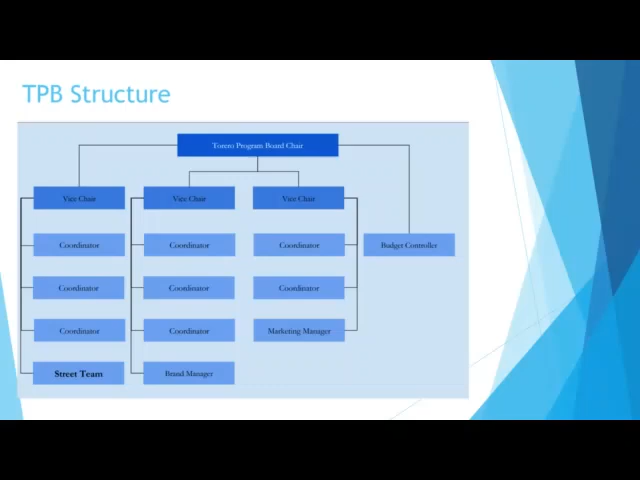 TPB Structure
Torero Program Board Chair
Vice Chair
Vice Chair
Vice Chair
Coordinator
Coordinator
Coordinator
Budget Controller
Coordinator
Coordinator
Coordinator
Coordinator
Coordinator
Marketing Manager
Street Team
Brand Manager